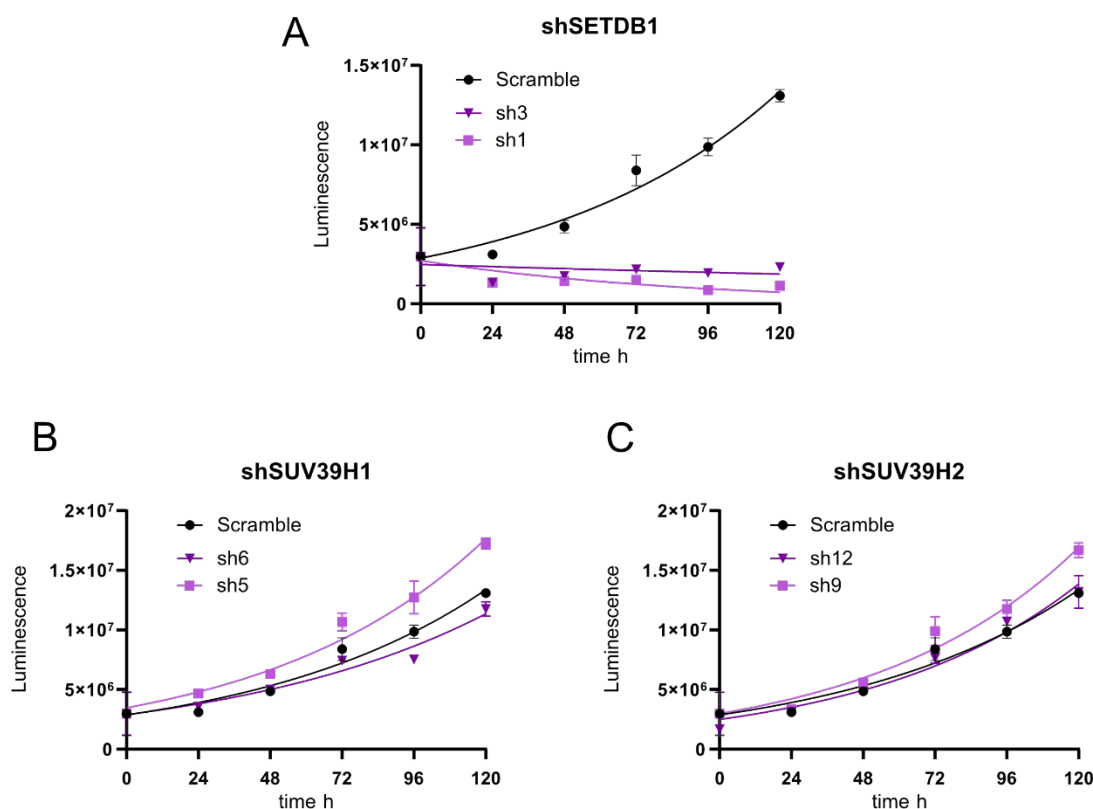 A
shSETDB1
1.5×10⁷
1×10⁷
5×10⁶
0
Luminescence
Scramble
sh3
sh1
0 24 48 72 96 120
time h
B
shSUV39H1
2×10⁷
1.5×10⁷
1×10⁷
5×10⁶
0
Luminescence
Scramble
sh6
sh5
0 24 48 72 96 120
time h
C
shSUV39H2
2×10⁷
1.5×10⁷
1×10⁷
5×10⁶
0
Luminescence
Scramble
sh12
sh9
0 24 48 72 96 120
time h